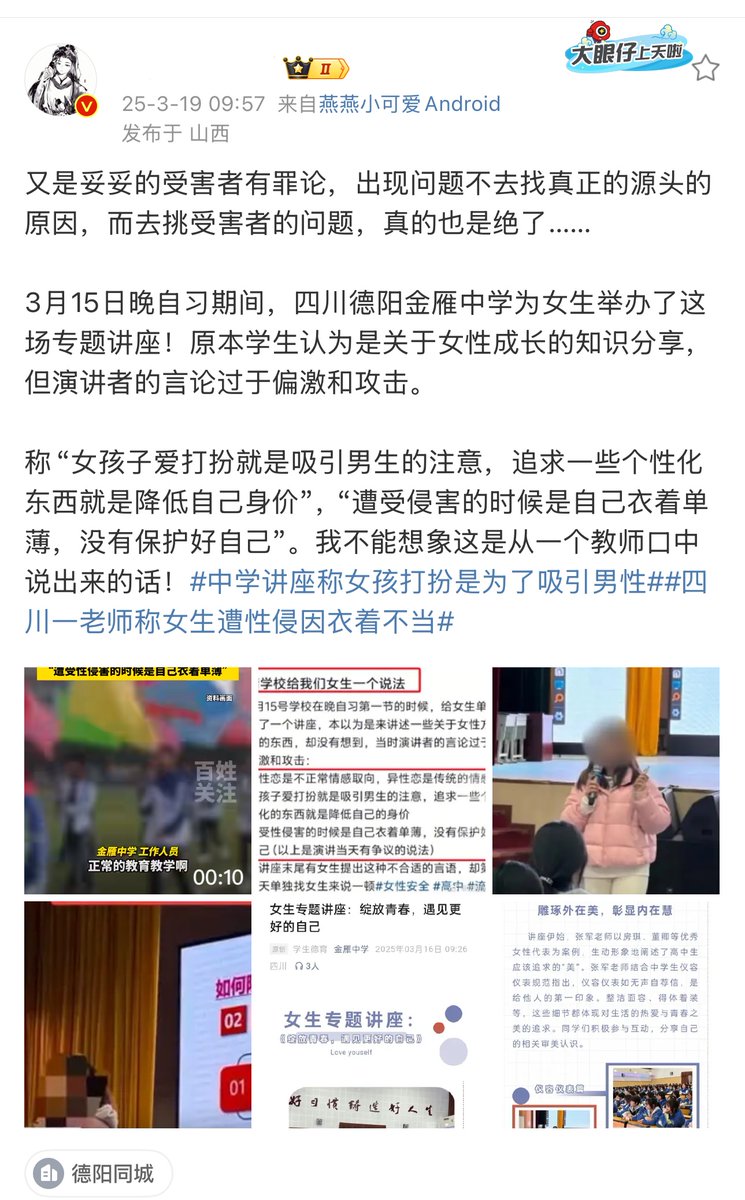 大眼仔上天啦
II
25-3-19 09:57 来自燕燕小可爱Android
发布于 山西
又是妥妥的受害者有罪论，出现问题不去找真正的源头的
原因，而去挑受害者的问题，真的也是绝了......
3月15日晚自习期间，四川德阳金雁中学为女生举办了这
场专题讲座！原本学生认为是关于女性成长的知识分享，
但演讲者的言论过于偏激和攻击。
称“女孩子爱打扮就是吸引男生的注意，追求一些个性化
东西就是降低自己身价”，“遭受侵害的时候是自己衣着单
薄，没有保护好自己”。我不能想象这是从一个教师口中
说出来的话！#中学讲座称女孩打扮是为了吸引男性##四
川一老师称女生遭性侵因衣着不当#
“遭受性侵害的时候是自己衣着单薄”
资料画面
百姓
关注
金雁中学 工作人员
正常的教育教学啊
00:10
学校给我们女生一个说法
月15号学校在晚自习第一节的时候，给女生单
了一个讲座，本以为是来讲述一些关于女性方
的东西，却没有想到，当时演讲者的言论过于
激和攻击：
性恋是不正常情感取向，异性恋是传统的情感
孩子爱打扮就是吸引男生的注意，追求一些个
化的东西就是降低自己的身价
受性侵害的时候是自己衣着单薄，没有保护好
己（以上是演讲当天有争议的说法）
讲座末尾有女生提出这种不合适的言语，却第
天单独找女生来说一顿#女性安全 #高中 #流
如何
02
01
女生专题讲座：绽放青春，遇见更
好的自己
原创 学生德育 金雁中学 2025年03月16日 09:26
四川 3人
女生专题讲座：
《绽放青春，遇见更好的自己》
Love youself
好习惯铸造好人生
雕琢外在美，彰显内在慧
讲座伊始，张军老师以房琪、董卿等优秀
女性代表为案例，生动形象地阐述了高中生
应该追求的“美”。张军老师结合中学生仪容
仪表规范指出，仪容仪表如无声自荐信，是
给他人的第一印象。整洁面容、得体着装
等，这些细节都体现对生活的热爱与青春之
美的追求。同学们积极参与互动，分享自己
的相关审美认识。
仪容仪表篇
德阳同城